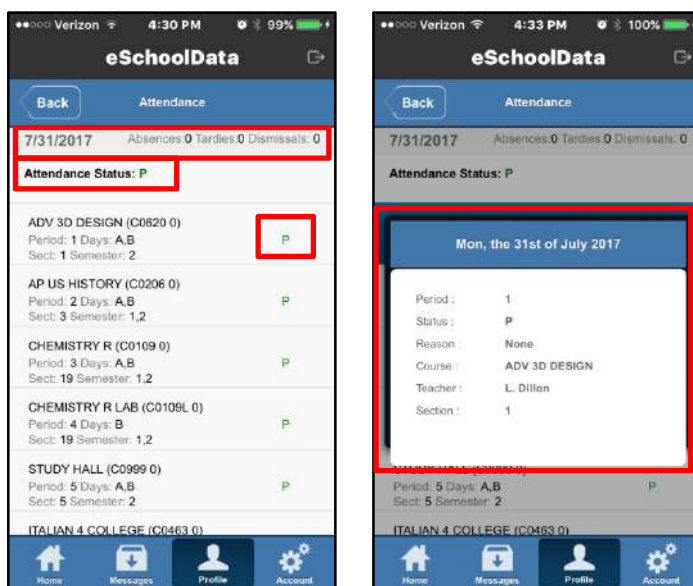 Verizon 4:30 PM 99%
eSchoolData
Back Attendance
7/31/2017 Absences:0 Tardies:0 Dismissals: 0
Attendance Status: P
ADV 3D DESIGN (C0620 0)
Period: 1 Days: A,B P
Sect: 1 Semester: 2
AP US HISTORY (C0206 0)
Period: 2 Days: A,B P
Sect: 3 Semester: 1,2
CHEMISTRY R (C0109 0)
Period: 3 Days: A,B P
Sect: 19 Semester: 1,2
CHEMISTRY R LAB (C0109L 0)
Period: 4 Days: B P
Sect: 19 Semester: 1,2
STUDY HALL (C0999 0)
Period: 5 Days: A,B P
Sect: 5 Semester: 2
ITALIAN 4 COLLEGE (C0463 0)
Home Messages Profile Account
Verizon 4:33 PM 100%
eSchoolData
Back Attendance
7/31/2017 Absences:0 Tardies:0 Dismissals: 0
Attendance Status: P
Mon, the 31st of July 2017
Period : 1
Status : P
Reason : None
Course : ADV 3D DESIGN
Teacher : L. Dillon
Section : 1
Period: 5 Days: A,B P
Sect: 5 Semester: 2
ITALIAN 4 COLLEGE (C0463 0)
Home Messages Profile Account